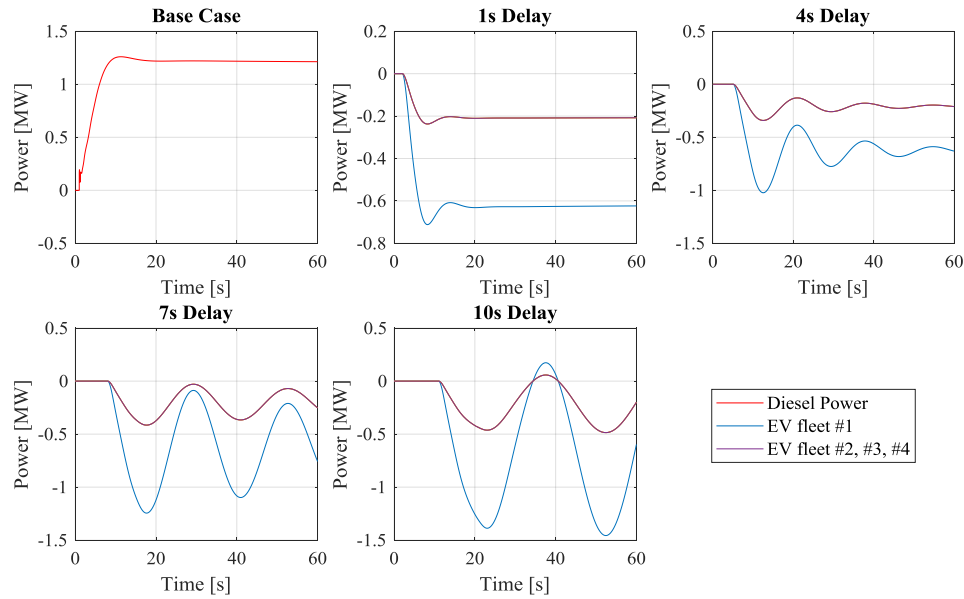 Base Case
1.5
1
0.5
0
-0.5
Power [MW]
0 20 40 60
Time [s]
1s Delay
0.2
0
-0.2
-0.4
-0.6
-0.8
Power [MW]
0 20 40 60
Time [s]
4s Delay
0.5
0
-0.5
-1
-1.5
Power [MW]
0 20 40 60
Time [s]
7s Delay
0.5
0
-0.5
-1
-1.5
Power [MW]
0 20 40 60
Time [s]
10s Delay
0.5
0
-0.5
-1
-1.5
Power [MW]
0 20 40 60
Time [s]
Diesel Power
EV fleet #1
EV fleet #2, #3, #4